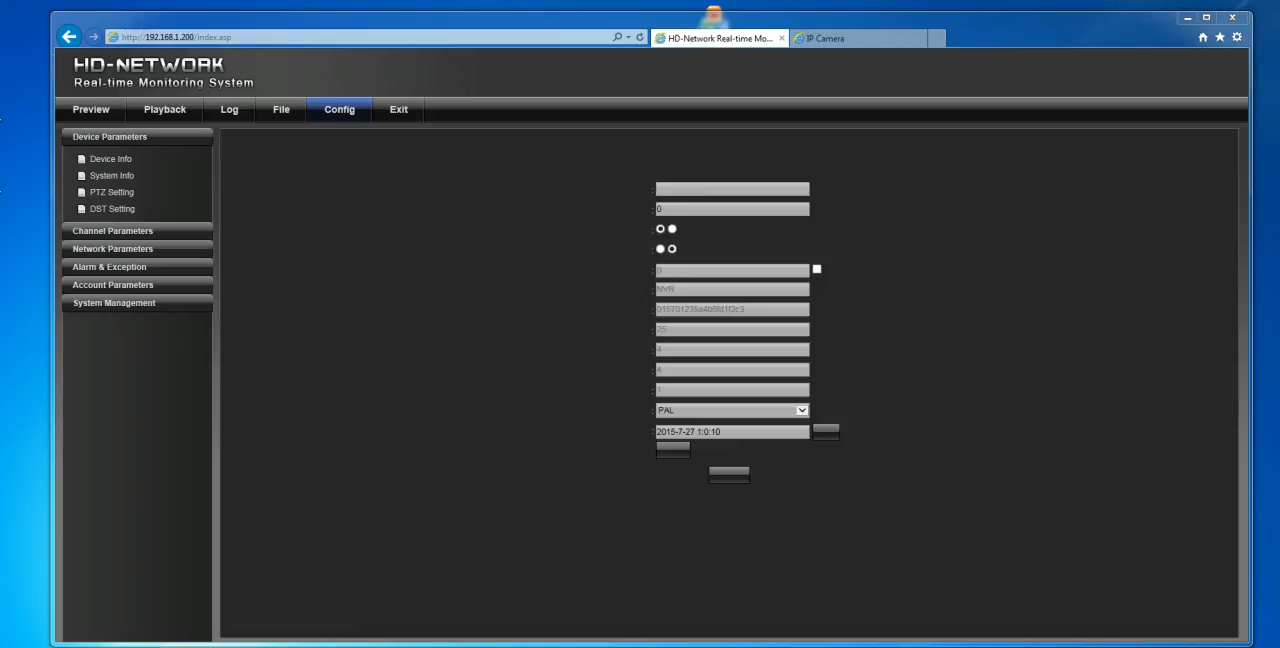 http://192.168.1.200/index.asp
HD-Network Real-time Mo...
IP Camera
HD-NETWORK
Real-time Monitoring System
Preview Playback Log File Config Exit
Device Parameters
Device Info
System Info
PTZ Setting
DST Setting
Channel Parameters
Network Parameters
Alarm & Exception
Account Parameters
System Management
:
: 0
:
:
: 0
: NVR
:
: 25
: 4
: 4
: 1
: PAL
: 2015-7-27 1:0:10